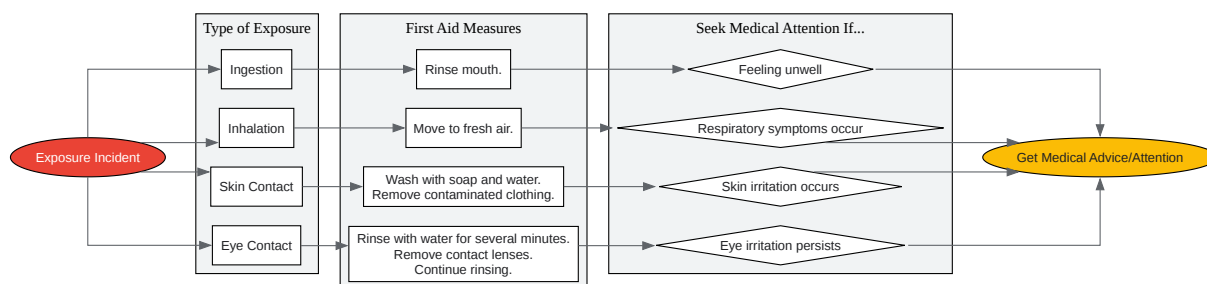 Type of Exposure
First Aid Measures
Seek Medical Attention If...
Exposure Incident
Ingestion
Rinse mouth.
Feeling unwell
Inhalation
Move to fresh air.
Respiratory symptoms occur
Skin Contact
Wash with soap and water.
Remove contaminated clothing.
Skin irritation occurs
Eye Contact
Rinse with water for several minutes.
Remove contact lenses.
Continue rinsing.
Eye irritation persists
Get Medical Advice/Attention